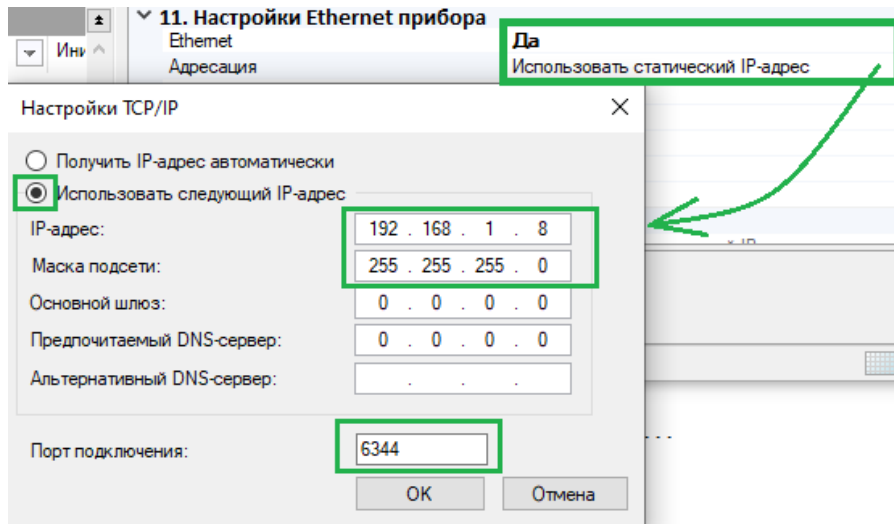 11. Настройки Ethernet прибора
Ини
Ethernet
Да
Адресация
Использовать статический IP-адрес
Настройки TCP/IP
Получить IP-адрес автоматически
Использовать следующий IP-адрес
IP-адрес:
192 . 168 . 1 . 8
Маска подсети:
255 . 255 . 255 . 0
Основной шлюз:
0 . 0 . 0 . 0
Предпочитаемый DNS-сервер:
0 . 0 . 0 . 0
Альтернативный DNS-сервер:
. . .
Порт подключения:
6344
OK
Отмена